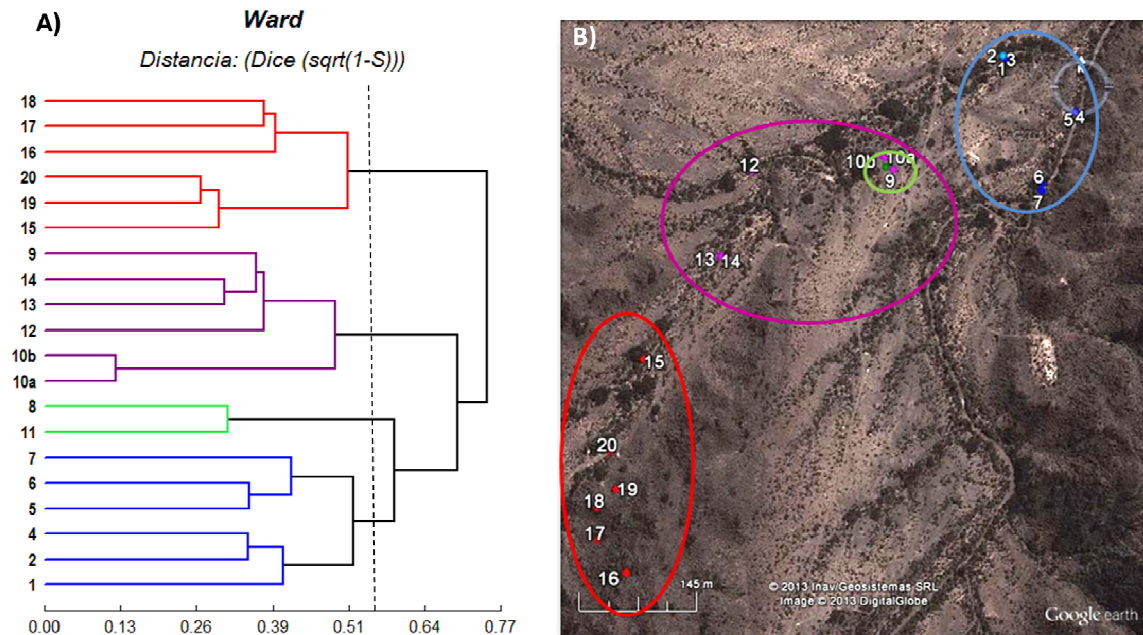 A)
Ward
Distancia: (Dice (sqrt(1-S)))
18
17
16
20
19
15
9
14
13
12
10b
10a
8
11
7
6
5
4
2
1
0.00 0.13 0.26 0.39 0.51 0.64 0.77
B)
2 3
1
5 4
6
7
12
10b 10a
9
13 14
15
20
19
18
17
16
145 m
© 2013 Inav/Geosistemas SRL
Image © 2013 DigitalGlobe
Google earth